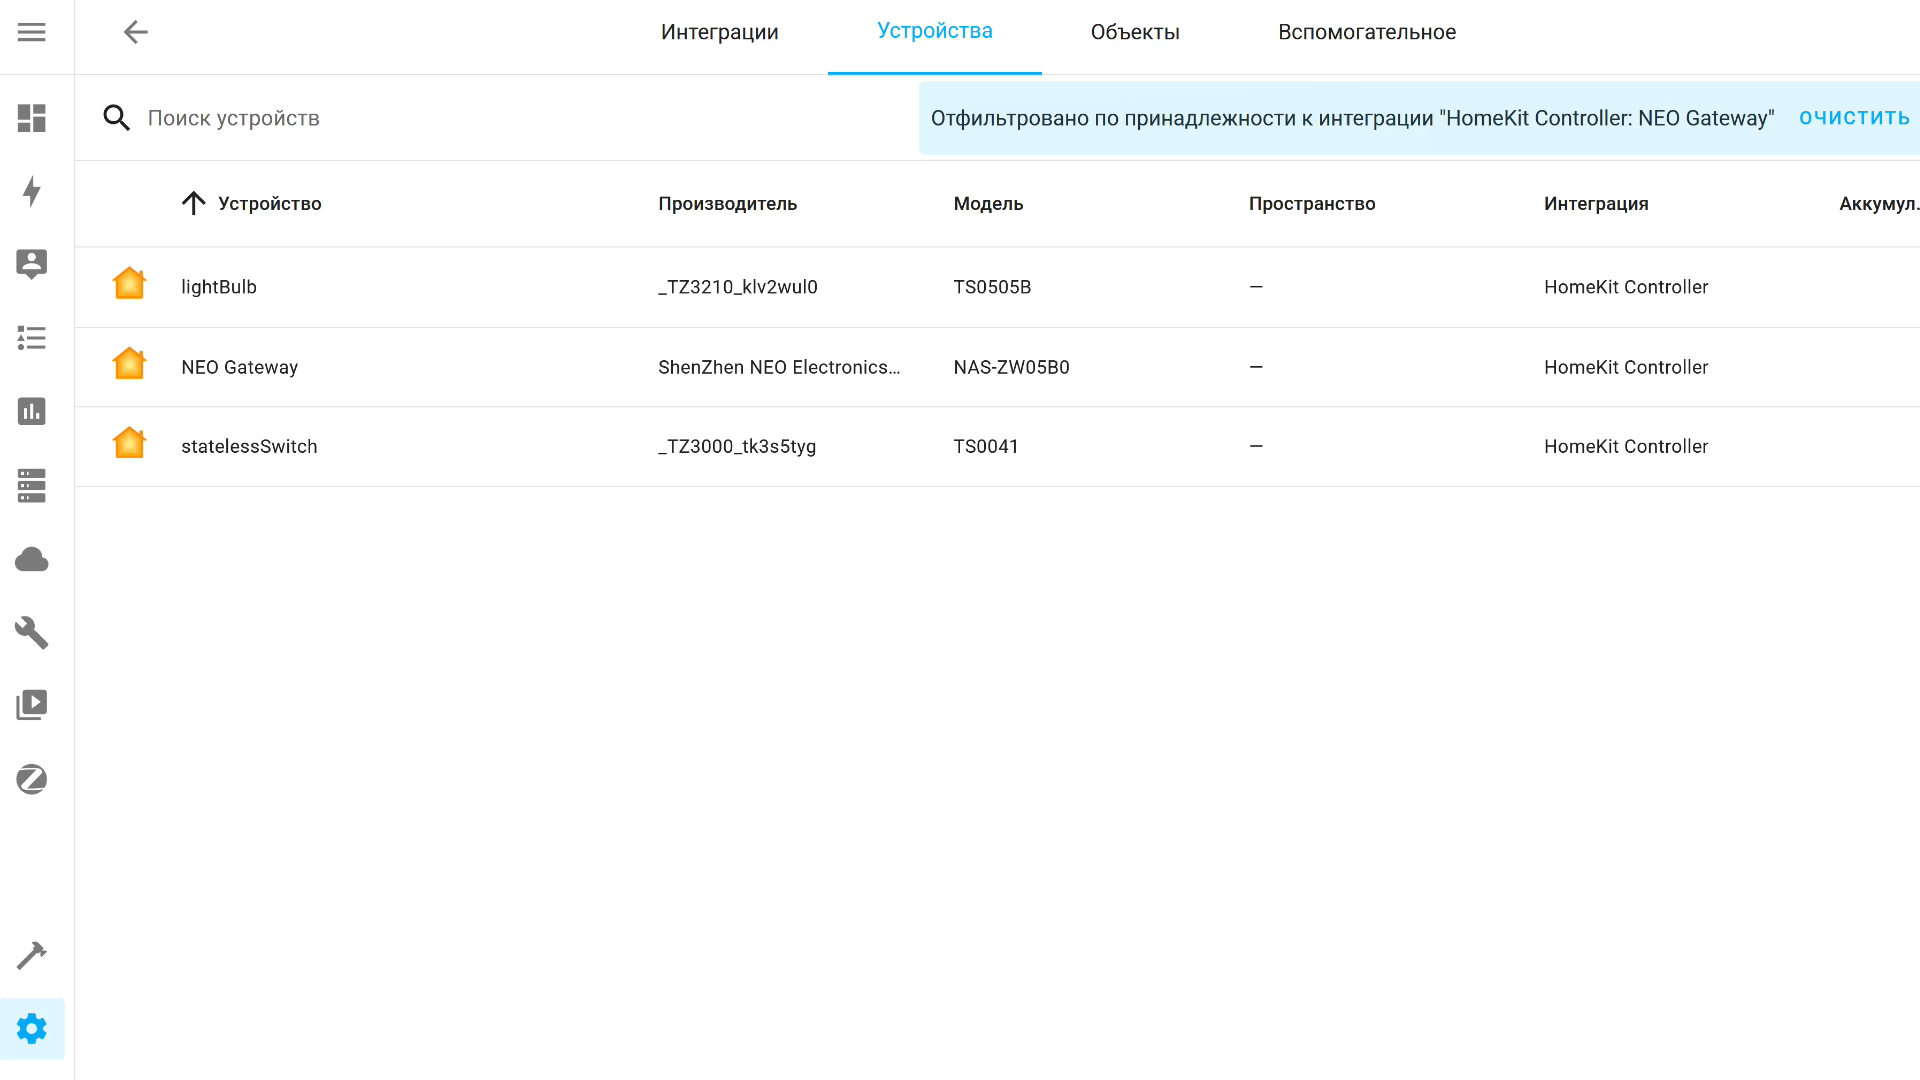 Интеграции Устройства Объекты Вспомогательное
Поиск устройств
Отфильтровано по принадлежности к интеграции "HomeKit Controller: NEO Gateway" ОЧИСТИТЬ
Устройство Производитель Модель Пространство Интеграция Аккумул.
lightBulb _TZ3210_klv2wul0 TS0505B — HomeKit Controller
NEO Gateway ShenZhen NEO Electronics... NAS-ZW05B0 — HomeKit Controller
statelessSwitch _TZ3000_tk3s5tyg TS0041 — HomeKit Controller